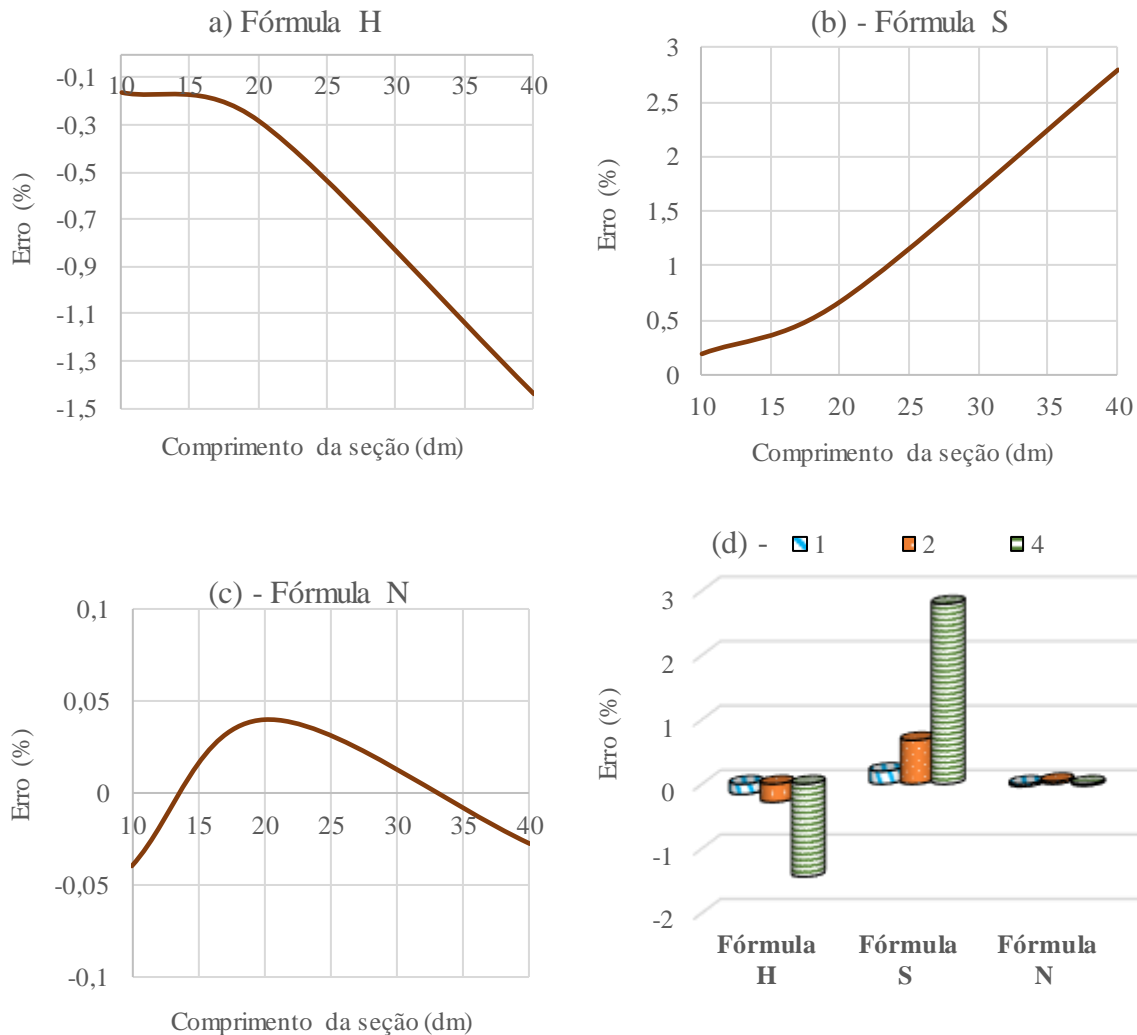 a) Fórmula H
-0,1
-0,3
-0,5
-0,7
-0,9
-1,1
-1,3
-1,5
10 15 20 25 30 35 40
Erro (%)
Comprimento da seção (dm)
(b) - Fórmula S
3
2,5
2
1,5
1
0,5
0
10 15 20 25 30 35 40
Erro (%)
Comprimento da seção (dm)
(c) - Fórmula N
0,1
0,05
0
-0,05
-0,1
10 15 20 25 30 35 40
Erro (%)
Comprimento da seção (dm)
(d) - 1 2 4
3
2
1
0
-1
-2
Erro (%)
Fórmula Fórmula Fórmula
H S N